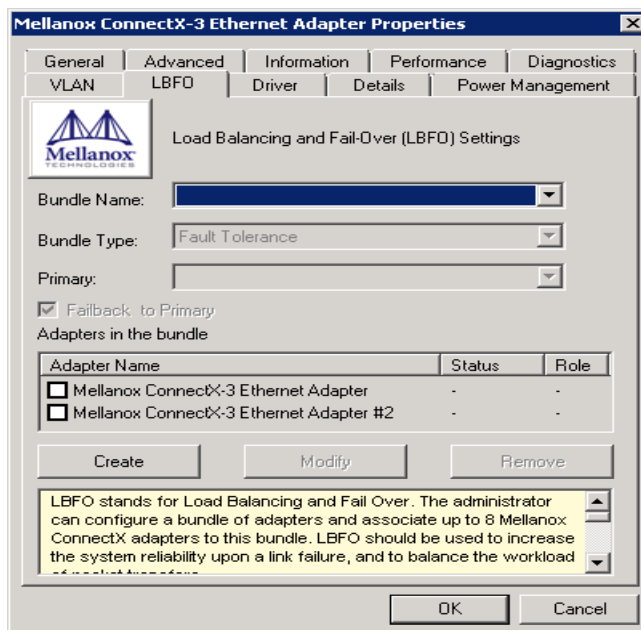 Mellanox ConnectX-3 Ethernet Adapter Properties
General Advanced Information Performance Diagnostics
VLAN LBFO Driver Details Power Management
Mellanox
TECHNOLOGIES
Load Balancing and Fail-Over (LBFO) Settings
Bundle Name:
Bundle Type: Fault Tolerance
Primary:
Failback to Primary
Adapters in the bundle
Adapter Name Status Role
Mellanox ConnectX-3 Ethernet Adapter - -
Mellanox ConnectX-3 Ethernet Adapter #2 - -
Create Modify Remove
LBFO stands for Load Balancing and Fail Over. The administrator
can configure a bundle of adapters and associate up to 8 Mellanox
ConnectX adapters to this bundle. LBFO should be used to increase
the system reliability upon a link failure, and to balance the workload
OK Cancel